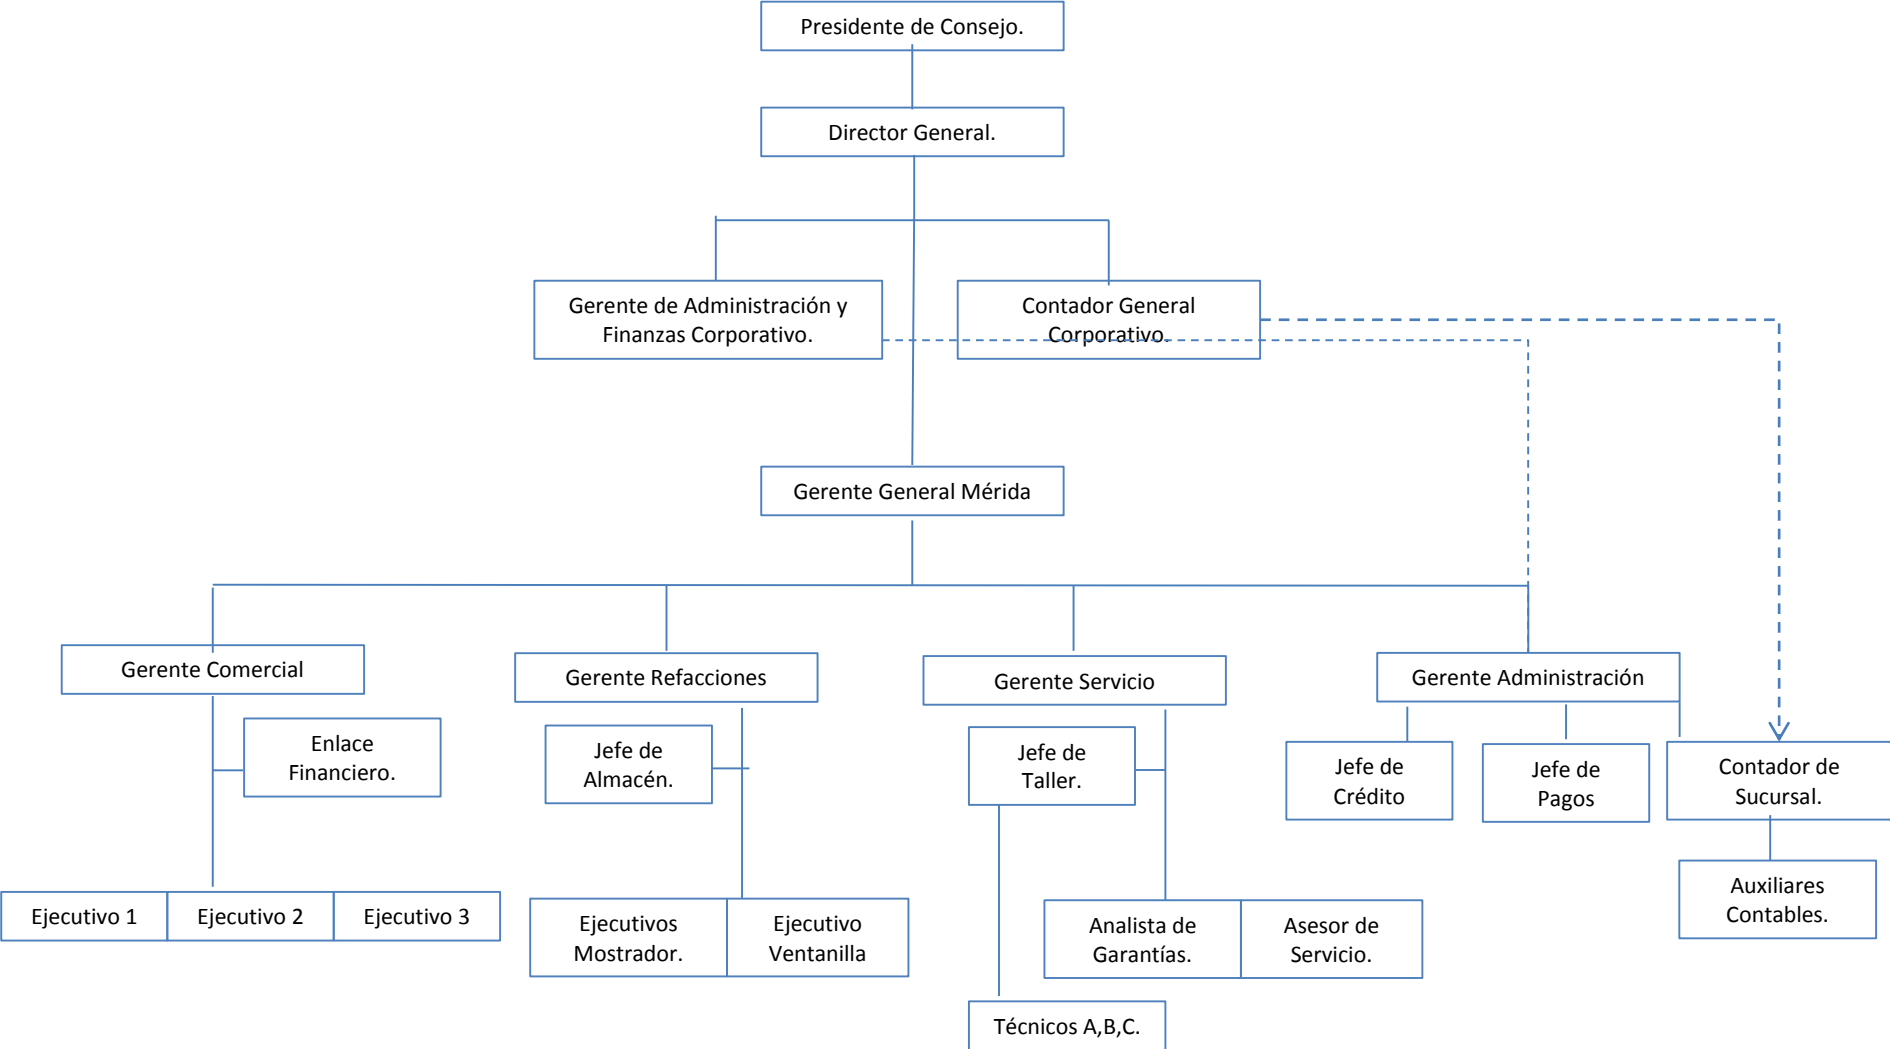 Presidente de Consejo.
Director General.
Gerente de Administración y
Finanzas Corporativo.
Contador General
Corporativo.
Gerente General Mérida
Gerente Comercial
Gerente Refacciones
Gerente Servicio
Gerente Administración
Enlace
Financiero.
Jefe de
Almacén.
Jefe de
Taller.
Jefe de
Crédito
Jefe de
Pagos
Contador de
Sucursal.
Ejecutivo 1
Ejecutivo 2
Ejecutivo 3
Ejecutivos
Mostrador.
Ejecutivo
Ventanilla
Analista de
Garantías.
Asesor de
Servicio.
Auxiliares
Contables.
Técnicos A,B,C.